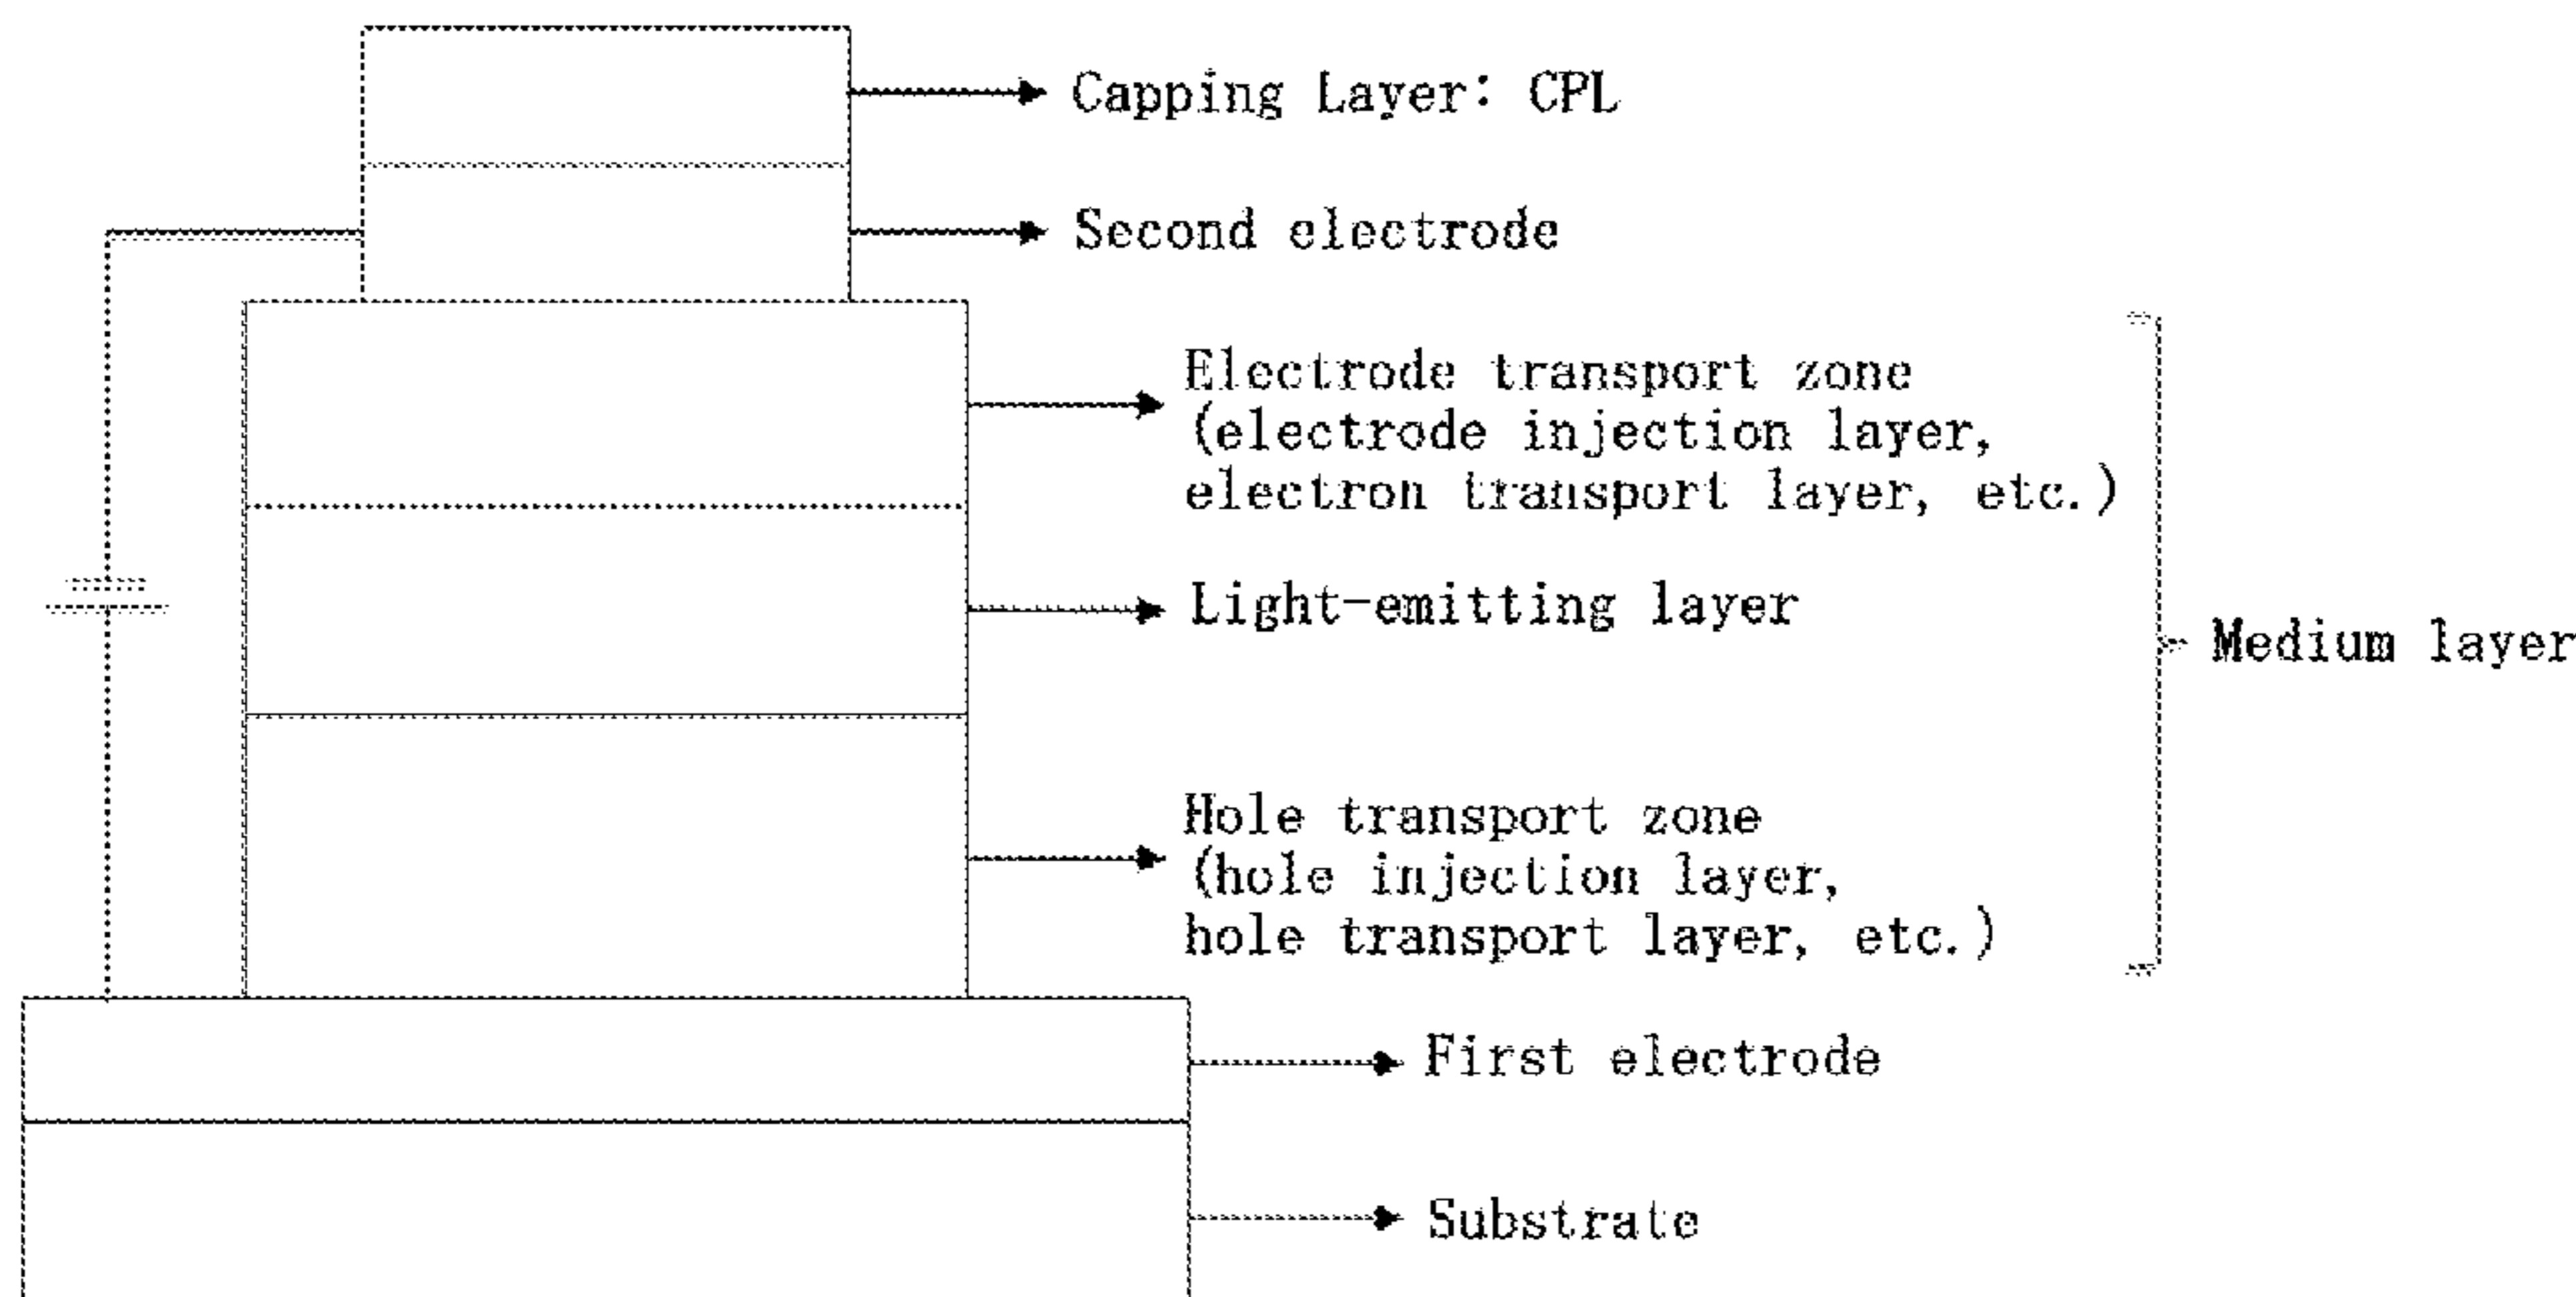 Capping Layer: CPL
Second electrode
Electrode transport zone
(electrode injection layer,
electron transport layer, etc.)
Light-emitting layer
Medium layer
Hole transport zone
(hole injection layer,
hole transport layer, etc.)
First electrode
Substrate